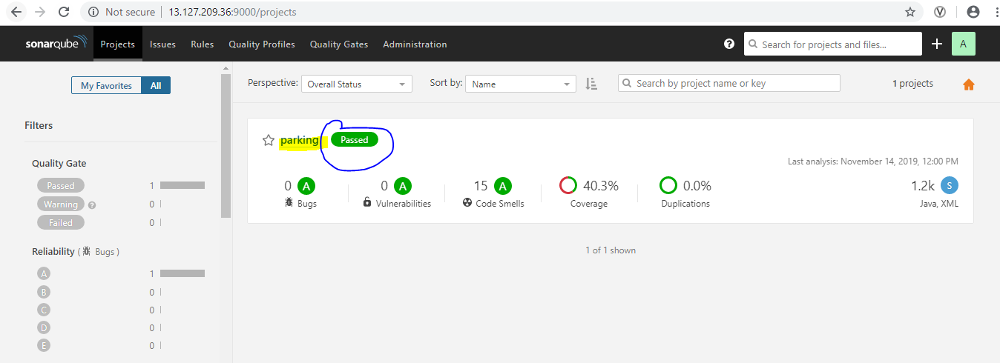 Not secure | 13.127.209.36:9000/projects
sonarqube Projects Issues Rules Quality Profiles Quality Gates Administration ? Search for projects and files... A
My Favorites All
Perspective: Overall Status Sort by: Name Search by project name or key 1 projects
Filters
Quality Gate
Passed 1
Warning ? 0
Failed 0
Reliability ( Bugs )
A 1
B 0
C 0
D 0
E 0
parking Passed
Last analysis: November 14, 2019, 12:00 PM
0 A 0 A 15 A 40.3% 0.0% 1.2k S
Bugs Vulnerabilities Code Smells Coverage Duplications Java, XML
1 of 1 shown